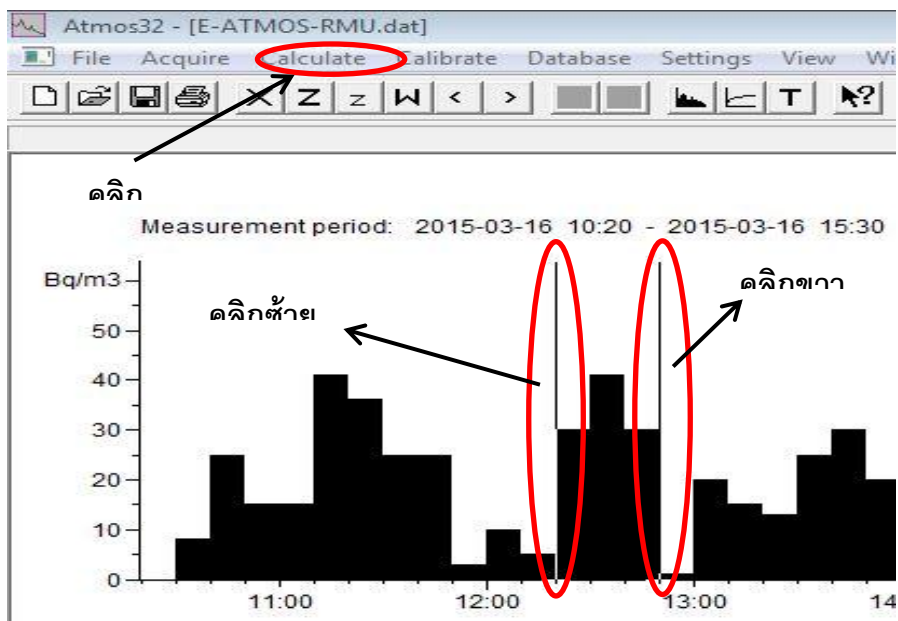 Atmos32 - [E-ATMOS-RMU.dat]
File Acquire Calculate Calibrate Database Settings View Wi
X Z z W < > T ?
คลิก
Measurement period: 2015-03-16 10:20 - 2015-03-16 15:30
Bq/m3
คลิกซ้าย
คลิกขวา
50
40
30
20
10
0
11:00 12:00 13:00 14